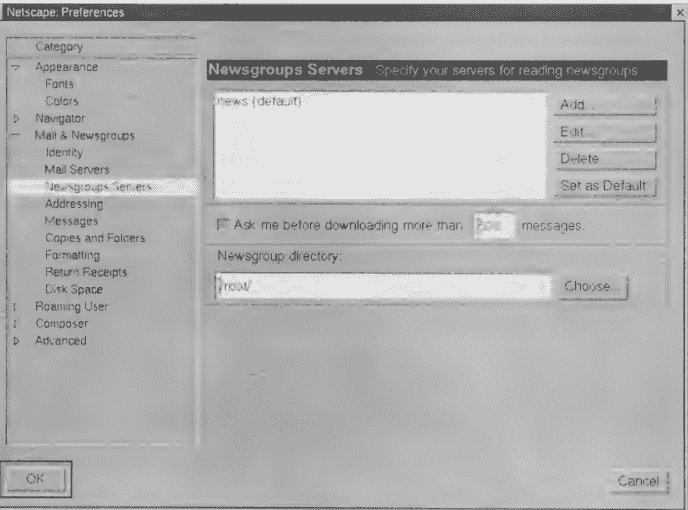 Netscape: Preferences
Category
Appearance
Fonts
Colors
Navigator
Mail & Newsgroups
Identity
Mail Servers
Newsgroups Servers
Addressing
Messages
Copies and Folders
Formatting
Return Receipts
Disk Space
Roaming User
Composer
Advanced
Newsgroups Servers Specify your servers for reading newsgroups
news (default)
Add...
Edit...
Delete
Set as Default
Ask me before downloading more than messages.
Newsgroup directory:
/root/
Choose...
OK
Cancel